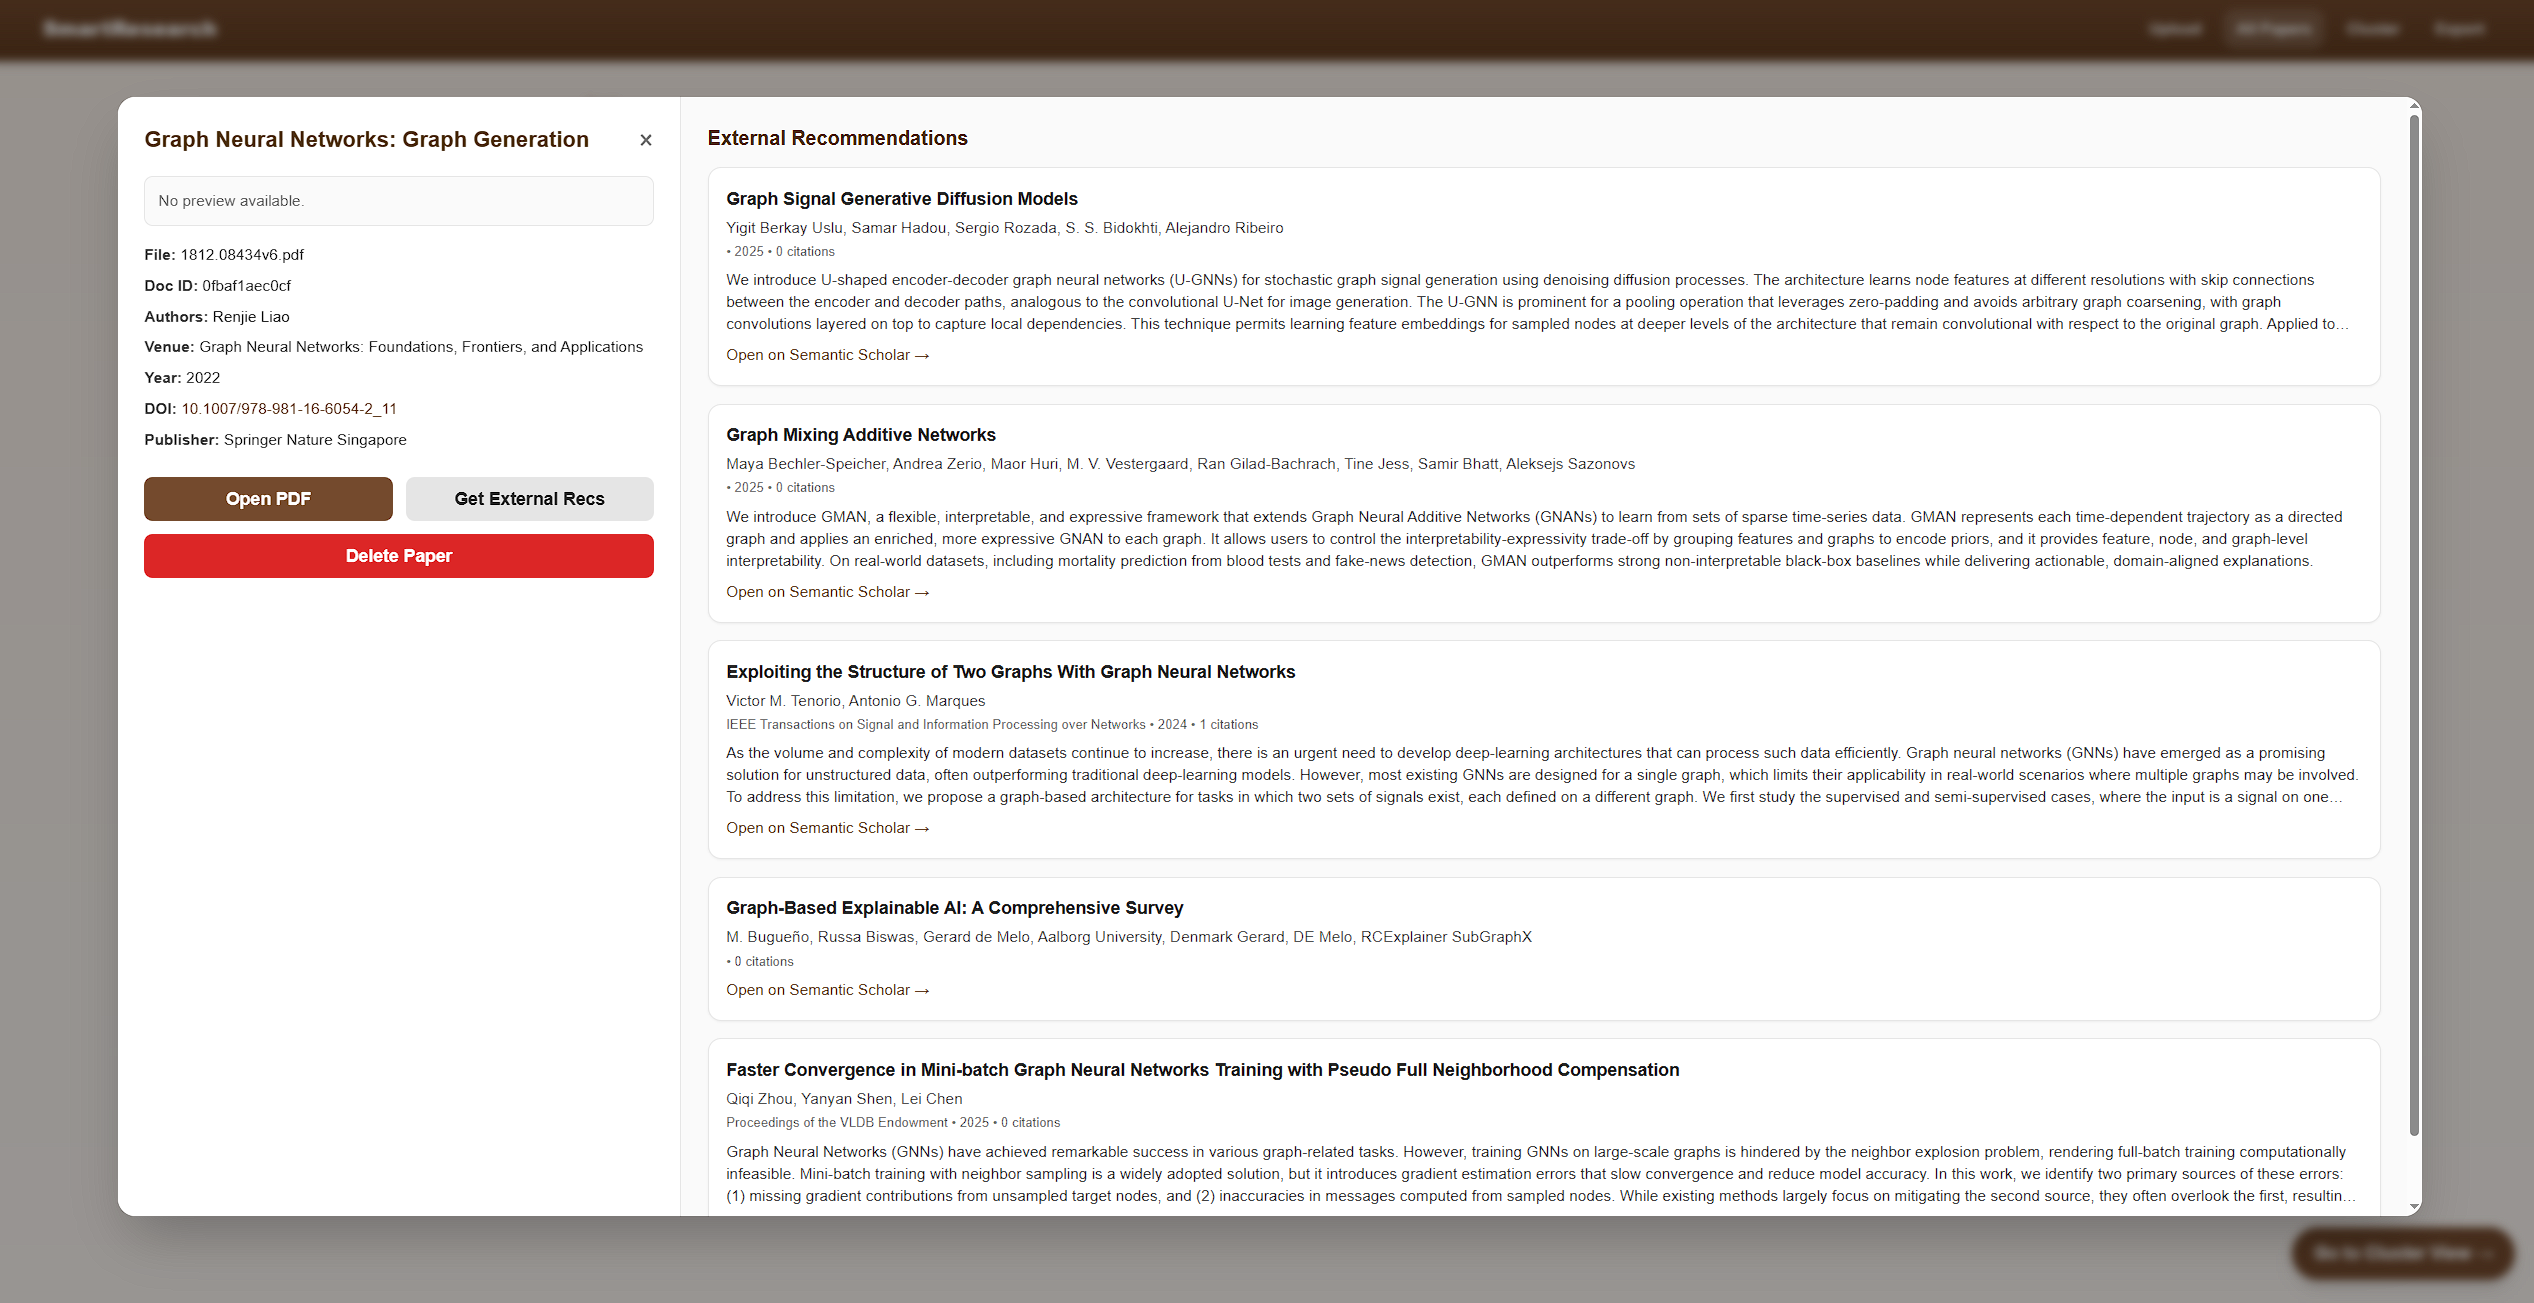 SmartResearch
Upload
All Papers
Cluster
Export
Graph Neural Networks: Graph Generation
×
No preview available.
File: 1812.08434v6.pdf
Doc ID: 0fbaf1aec0cf
Authors: Renjie Liao
Venue: Graph Neural Networks: Foundations, Frontiers, and Applications
Year: 2022
DOI: 10.1007/978-981-16-6054-2_11
Publisher: Springer Nature Singapore
Open PDF
Get External Recs
Delete Paper
External Recommendations
Graph Signal Generative Diffusion Models
Yigit Berkay Uslu, Samar Hadou, Sergio Rozada, S. S. Bidokhti, Alejandro Ribeiro
• 2025 • 0 citations
We introduce U-shaped encoder-decoder graph neural networks (U-GNNs) for stochastic graph signal generation using denoising diffusion processes. The architecture learns node features at different resolutions with skip connections
between the encoder and decoder paths, analogous to the convolutional U-Net for image generation. The U-GNN is prominent for a pooling operation that leverages zero-padding and avoids arbitrary graph coarsening, with graph
convolutions layered on top to capture local dependencies. This technique permits learning feature embeddings for sampled nodes at deeper levels of the architecture that remain convolutional with respect to the original graph. Applied to…
Open on Semantic Scholar →
Graph Mixing Additive Networks
Maya Bechler-Speicher, Andrea Zerio, Maor Huri, M. V. Vestergaard, Ran Gilad-Bachrach, Tine Jess, Samir Bhatt, Aleksejs Sazonovs
• 2025 • 0 citations
We introduce GMAN, a flexible, interpretable, and expressive framework that extends Graph Neural Additive Networks (GNANs) to learn from sets of sparse time-series data. GMAN represents each time-dependent trajectory as a directed
graph and applies an enriched, more expressive GNAN to each graph. It allows users to control the interpretability-expressivity trade-off by grouping features and graphs to encode priors, and it provides feature, node, and graph-level
interpretability. On real-world datasets, including mortality prediction from blood tests and fake-news detection, GMAN outperforms strong non-interpretable black-box baselines while delivering actionable, domain-aligned explanations.
Open on Semantic Scholar →
Exploiting the Structure of Two Graphs With Graph Neural Networks
Victor M. Tenorio, Antonio G. Marques
IEEE Transactions on Signal and Information Processing over Networks • 2024 • 1 citations
As the volume and complexity of modern datasets continue to increase, there is an urgent need to develop deep-learning architectures that can process such data efficiently. Graph neural networks (GNNs) have emerged as a promising
solution for unstructured data, often outperforming traditional deep-learning models. However, most existing GNNs are designed for a single graph, which limits their applicability in real-world scenarios where multiple graphs may be involved.
To address this limitation, we propose a graph-based architecture for tasks in which two sets of signals exist, each defined on a different graph. We first study the supervised and semi-supervised cases, where the input is a signal on one…
Open on Semantic Scholar →
Graph-Based Explainable AI: A Comprehensive Survey
M. Bugueño, Russa Biswas, Gerard de Melo, Aalborg University, Denmark Gerard, DE Melo, RCExplainer SubGraphX
• 0 citations
Open on Semantic Scholar →
Faster Convergence in Mini-batch Graph Neural Networks Training with Pseudo Full Neighborhood Compensation
Qiqi Zhou, Yanyan Shen, Lei Chen
Proceedings of the VLDB Endowment • 2025 • 0 citations
Graph Neural Networks (GNNs) have achieved remarkable success in various graph-related tasks. However, training GNNs on large-scale graphs is hindered by the neighbor explosion problem, rendering full-batch training computationally
infeasible. Mini-batch training with neighbor sampling is a widely adopted solution, but it introduces gradient estimation errors that slow convergence and reduce model accuracy. In this work, we identify two primary sources of these errors:
(1) missing gradient contributions from unsampled target nodes, and (2) inaccuracies in messages computed from sampled nodes. While existing methods largely focus on mitigating the second source, they often overlook the first, resultin…
Go to Cluster View →